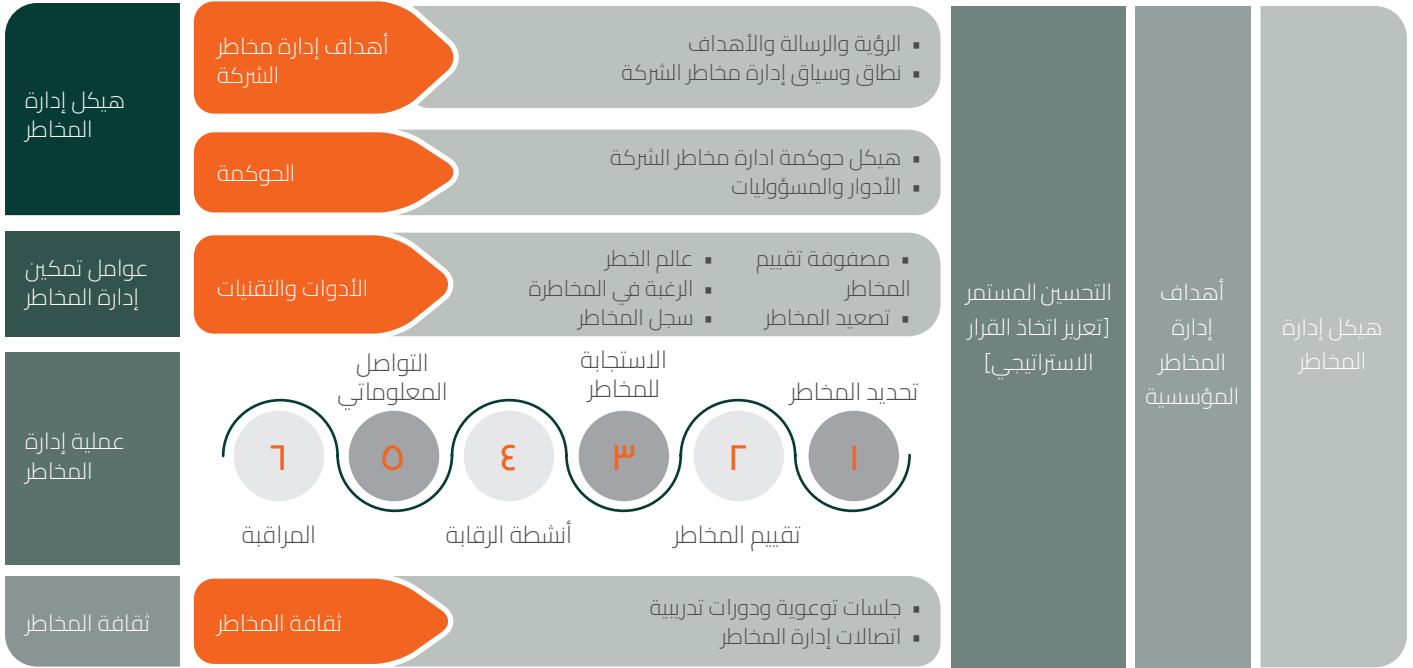 هيكل إدارة
المخاطر
أهداف
إدارة
المخاطر
المؤسسية
التحسين المستمر
[تعزيز اتخاذ القرار
الاستراتيجي]
هيكل إدارة
المخاطر
أهداف إدارة مخاطر
الشركة
▪ الرؤية والرسالة والأهداف
▪ نطاق وسياق إدارة مخاطر الشركة
الحوكمة
▪ هيكل حوكمة ادارة مخاطر الشركة
▪ الأدوار والمسؤوليات
عوامل تمكين
إدارة المخاطر
الأدوات والتقنيات
▪ مصفوفة تقييم
المخاطر
▪ تصعيد المخاطر
▪ عالم الخطر
▪ الرغبة في المخاطرة
▪ سجل المخاطر
عملية إدارة
المخاطر
تحديد المخاطر
١
٢
تقييم المخاطر
الاستجابة
للمخاطر
٣
٤
أنشطة الرقابة
التواصل
المعلوماتي
٥
٦
المراقبة
ثقافة المخاطر
ثقافة المخاطر
▪ جلسات توعوية ودورات تدريبية
▪ اتصالات إدارة المخاطر